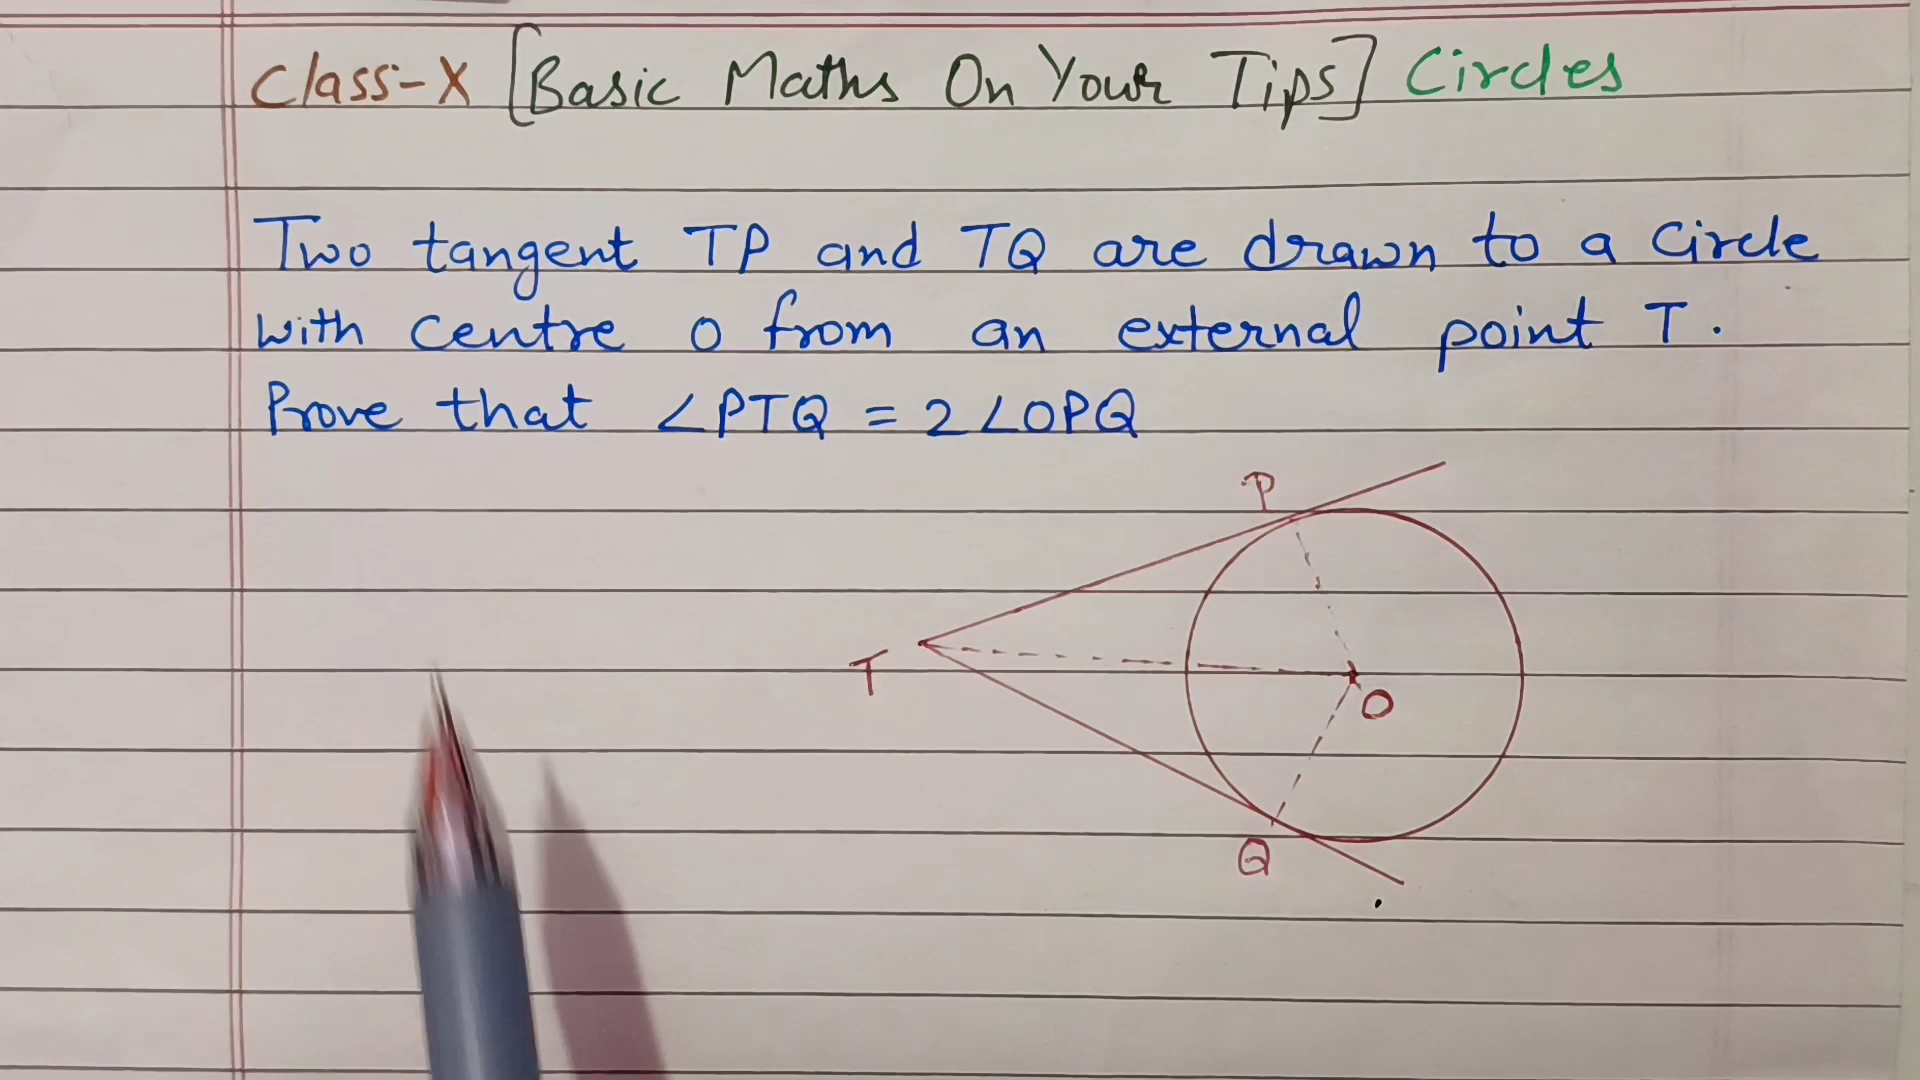 Class-X [Basic Maths On Your Tips] Circles
Two tangent TP and TQ are drawn to a Circle
with centre O from an external point T.
Prove that ∠PTQ = 2∠OPQ
P
T
O
Q